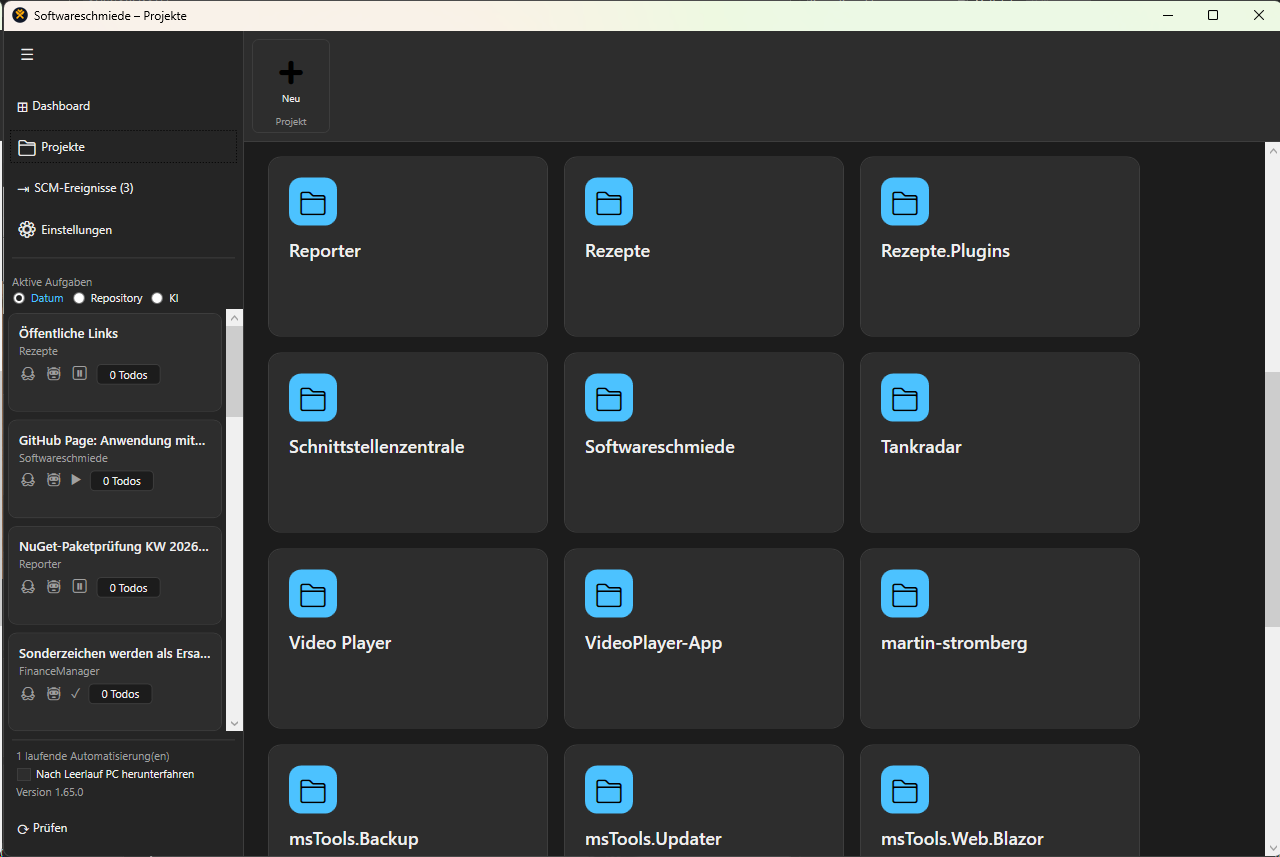 Softwareschmiede – Projekte
Neu
Projekt
Dashboard
Projekte
SCM-Ereignisse (3)
Einstellungen
Aktive Aufgaben
Datum Repository KI
Öffentliche Links
Rezepte
0 Todos
GitHub Page: Anwendung mit...
Softwareschmiede
0 Todos
NuGet-Paketprüfung KW 2026...
Reporter
0 Todos
Sonderzeichen werden als Ersa...
FinanceManager
0 Todos
1 laufende Automatisierung(en)
Nach Leerlauf PC herunterfahren
Version 1.65.0
Prüfen
Reporter
Rezepte
Rezepte.Plugins
Schnittstellenzentrale
Softwareschmiede
Tankradar
Video Player
VideoPlayer-App
martin-stromberg
msTools.Backup
msTools.Updater
msTools.Web.Blazor